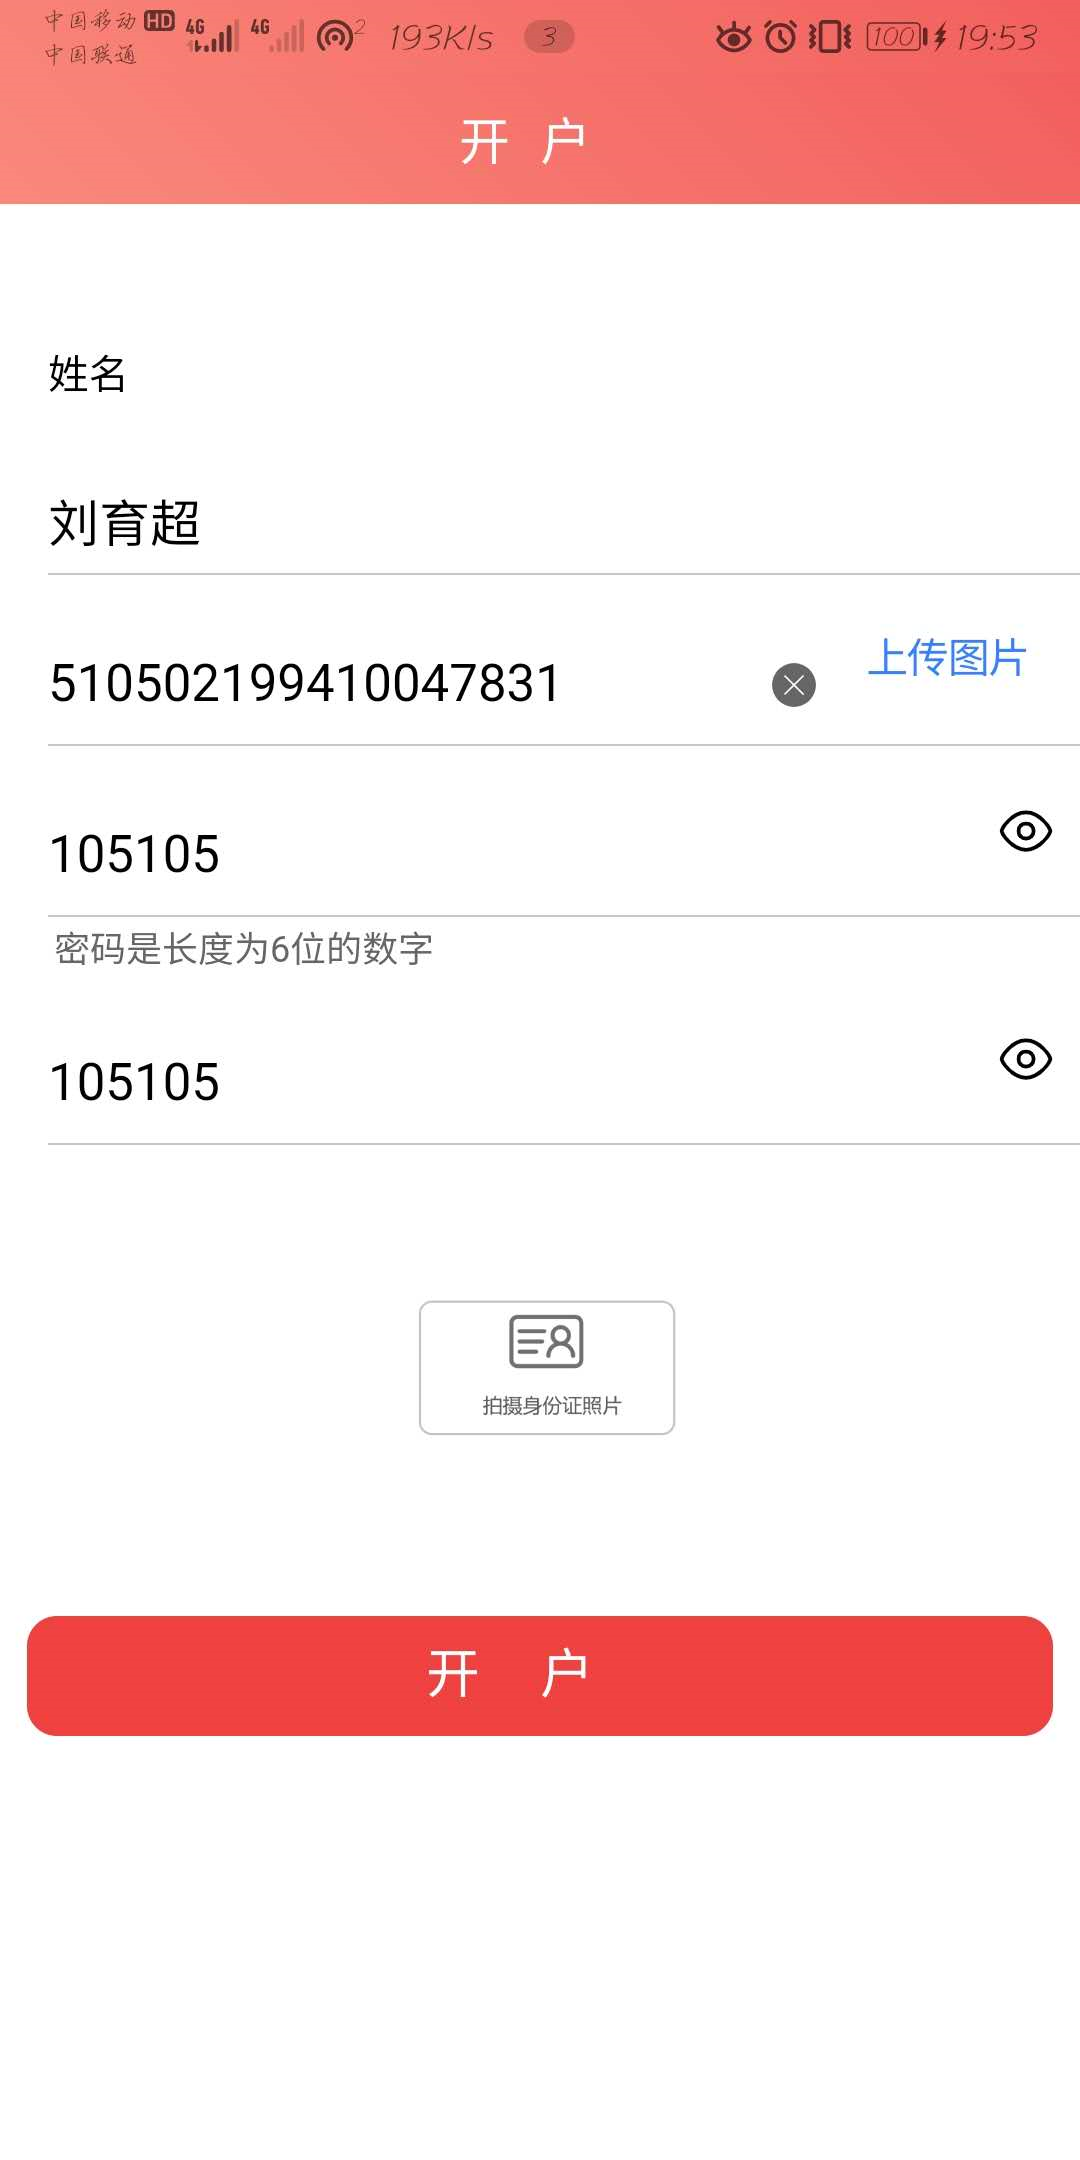 中国移动 HD 4G 4G 2 193K/s 3 100 19:53
中国联通
开 户
姓名
刘育超
上传图片
510502199410047831
105105
密码是长度为6位的数字
105105
拍摄身份证照片
开 户